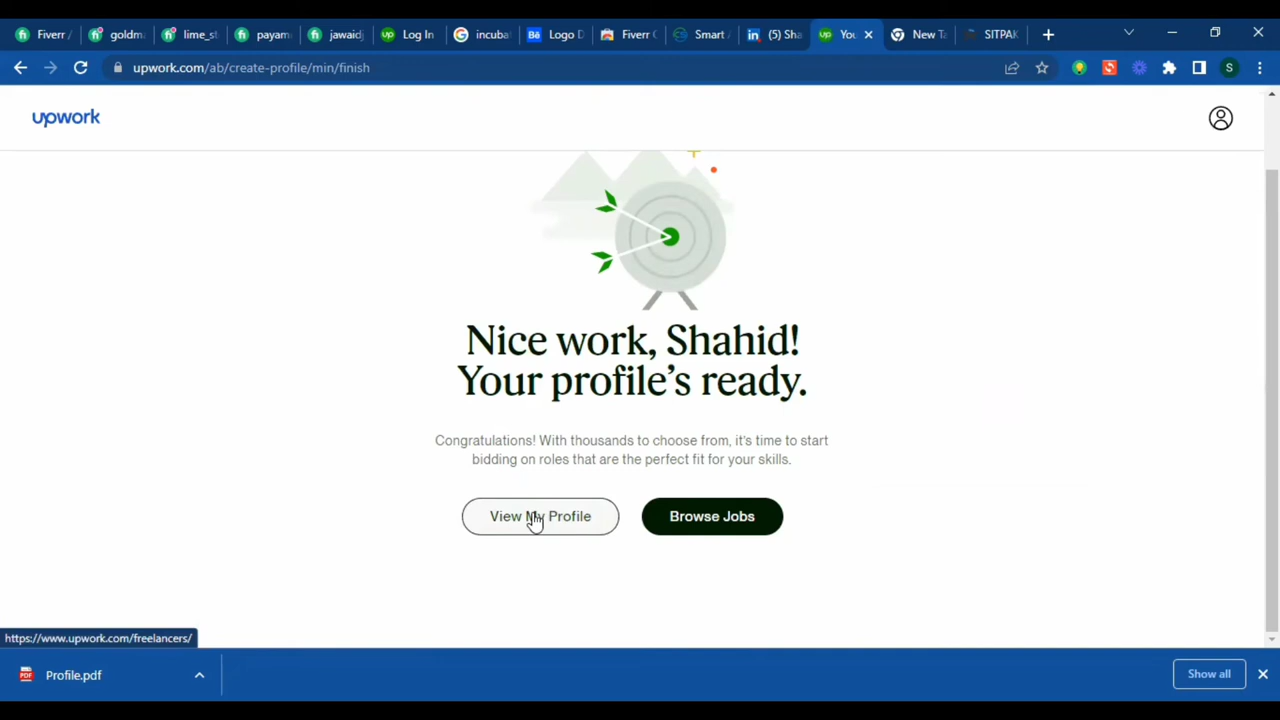 Fiverr /
goldm
lime_st
payam
jawaid
Log In
incubat
Logo D
Fiverr C
Smart A
(5) Sha
You
New Ta
SITPAK
upwork.com/ab/create-profile/min/finish
S
upwork
Nice work, Shahid!
Your profile's ready.
Congratulations! With thousands to choose from, it's time to start
bidding on roles that are the perfect fit for your skills.
View My Profile
Browse Jobs
https://www.upwork.com/freelancers/
Profile.pdf
Show all